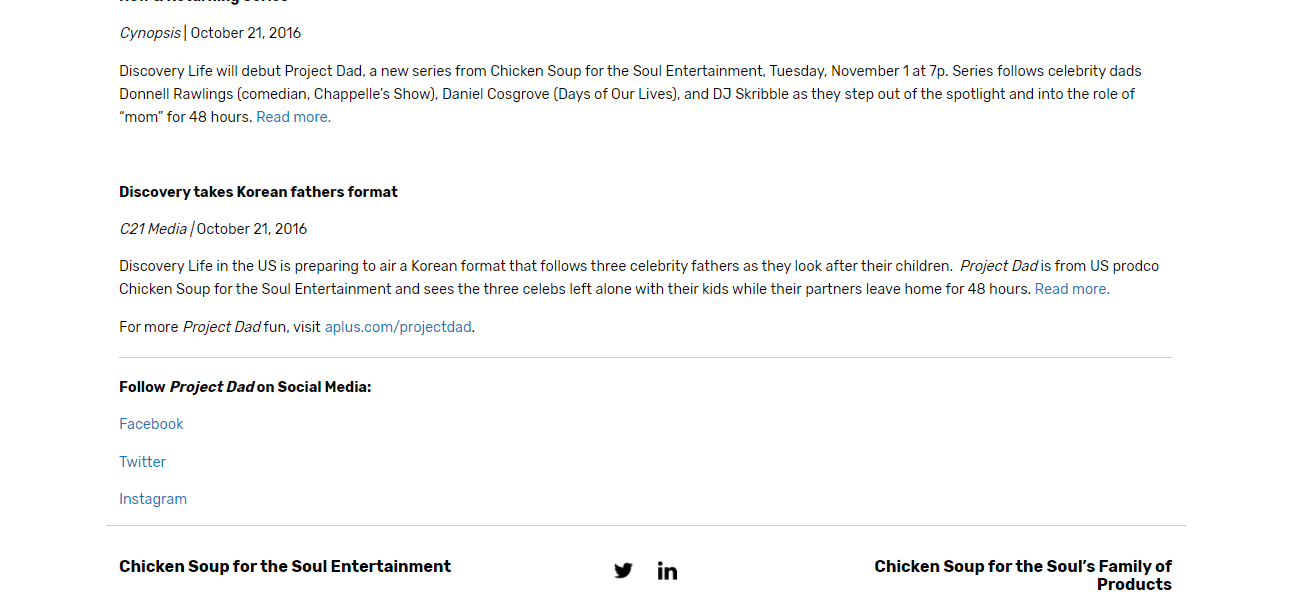 Cynopsis | October 21, 2016
Discovery Life will debut Project Dad, a new series from Chicken Soup for the Soul Entertainment, Tuesday, November 1 at 7p. Series follows celebrity dads
Donnell Rawlings (comedian, Chappelle’s Show), Daniel Cosgrove (Days of Our Lives), and DJ Skribble as they step out of the spotlight and into the role of
“mom” for 48 hours. Read more.
Discovery takes Korean fathers format
C21 Media / October 21, 2016
Discovery Life in the US is preparing to air a Korean format that follows three celebrity fathers as they look after their children. Project Dad is from US prodco
Chicken Soup for the Soul Entertainment and sees the three celebs left alone with their kids while their partners leave home for 48 hours. Read more.
For more Project Dad fun, visit aplus.com/projectdad.
Follow Project Dad on Social Media:
Facebook
Twitter
Instagram
Chicken Soup for the Soul Entertainment
in
Chicken Soup for the Soul’s Family of
Products